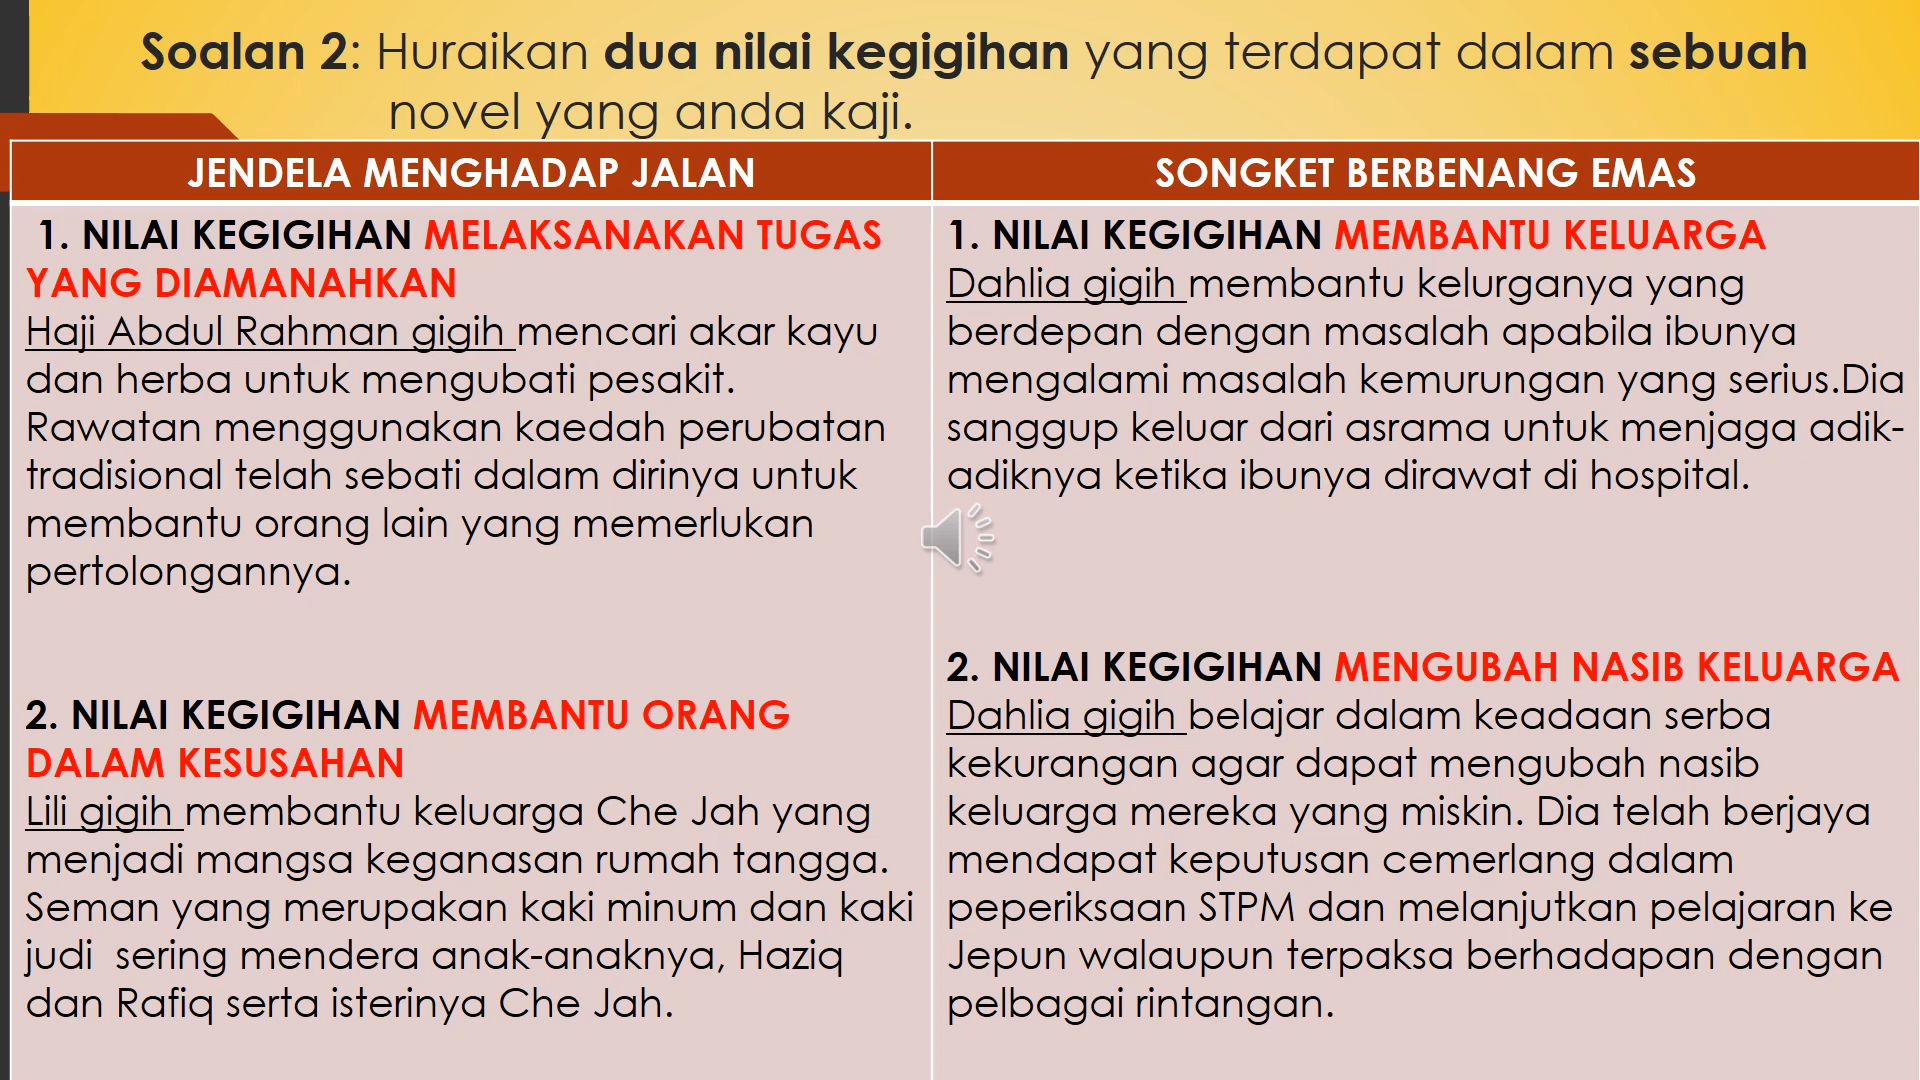 Soalan 2: Huraikan dua nilai kegigihan yang terdapat dalam sebuah
novel yang anda kaji.
JENDELA MENGHADAP JALAN
1. NILAI KEGIGIHAN MELAKSANAKAN TUGAS
YANG DIAMANAHKAN
Haji Abdul Rahman gigih mencari akar kayu
dan herba untuk mengubati pesakit.
Rawatan menggunakan kaedah perubatan
tradisional telah sebati dalam dirinya untuk
membantu orang lain yang memerlukan
pertolongannya.
2. NILAI KEGIGIHAN MEMBANTU ORANG
DALAM KESUSAHAN
Lili gigih membantu keluarga Che Jah yang
menjadi mangsa keganasan rumah tangga.
Seman yang merupakan kaki minum dan kaki
judi  sering mendera anak-anaknya, Haziq
dan Rafiq serta isterinya Che Jah.
SONGKET BERBENANG EMAS
1. NILAI KEGIGIHAN MEMBANTU KELUARGA
Dahlia gigih membantu kelurganya yang
berdepan dengan masalah apabila ibunya
mengalami masalah kemurungan yang serius.Dia
sanggup keluar dari asrama untuk menjaga adik-
adiknya ketika ibunya dirawat di hospital.
2. NILAI KEGIGIHAN MENGUBAH NASIB KELUARGA
Dahlia gigih belajar dalam keadaan serba
kekurangan agar dapat mengubah nasib
keluarga mereka yang miskin. Dia telah berjaya
mendapat keputusan cemerlang dalam
peperiksaan STPM dan melanjutkan pelajaran ke
Jepun walaupun terpaksa berhadapan dengan
pelbagai rintangan.